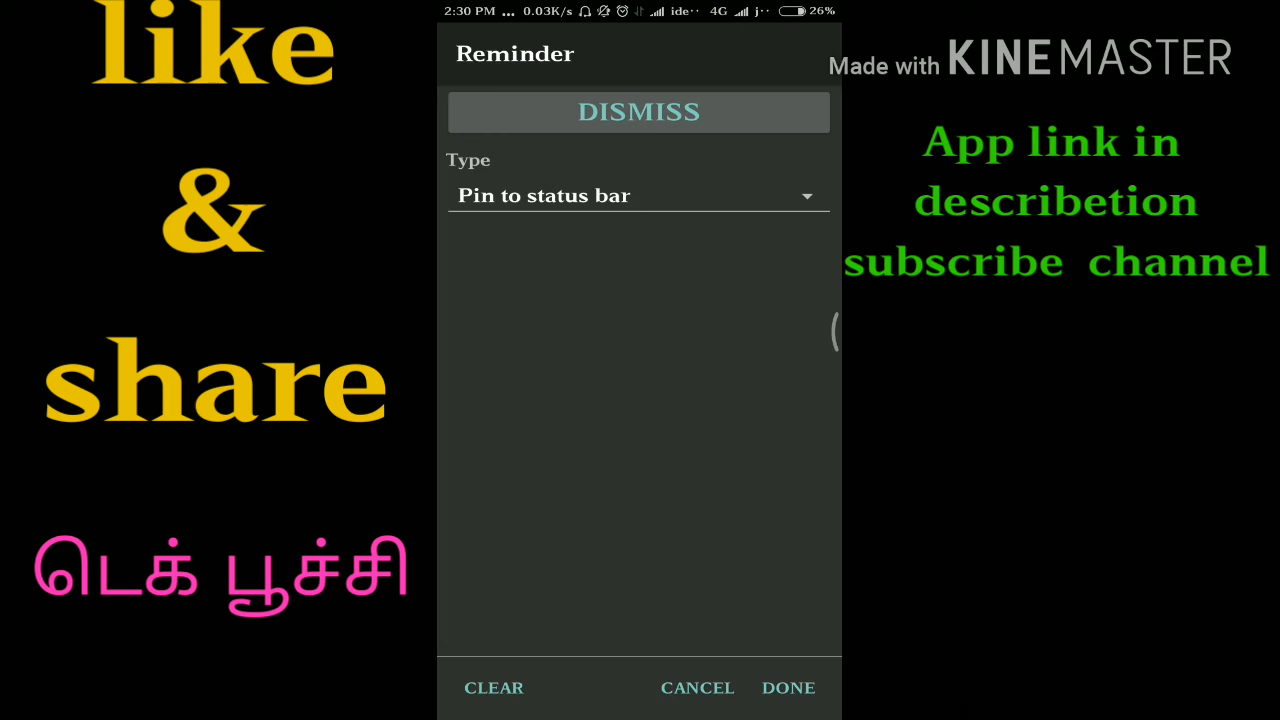 like
&
share
டெக் பூச்சி
2:30 PM ... 0.03K/s ide·· 4G j·· 26%
Reminder
DISMISS
Type
Pin to status bar
CLEAR CANCEL DONE
Made with KINEMASTER
App link in
describetion
subscribe channel